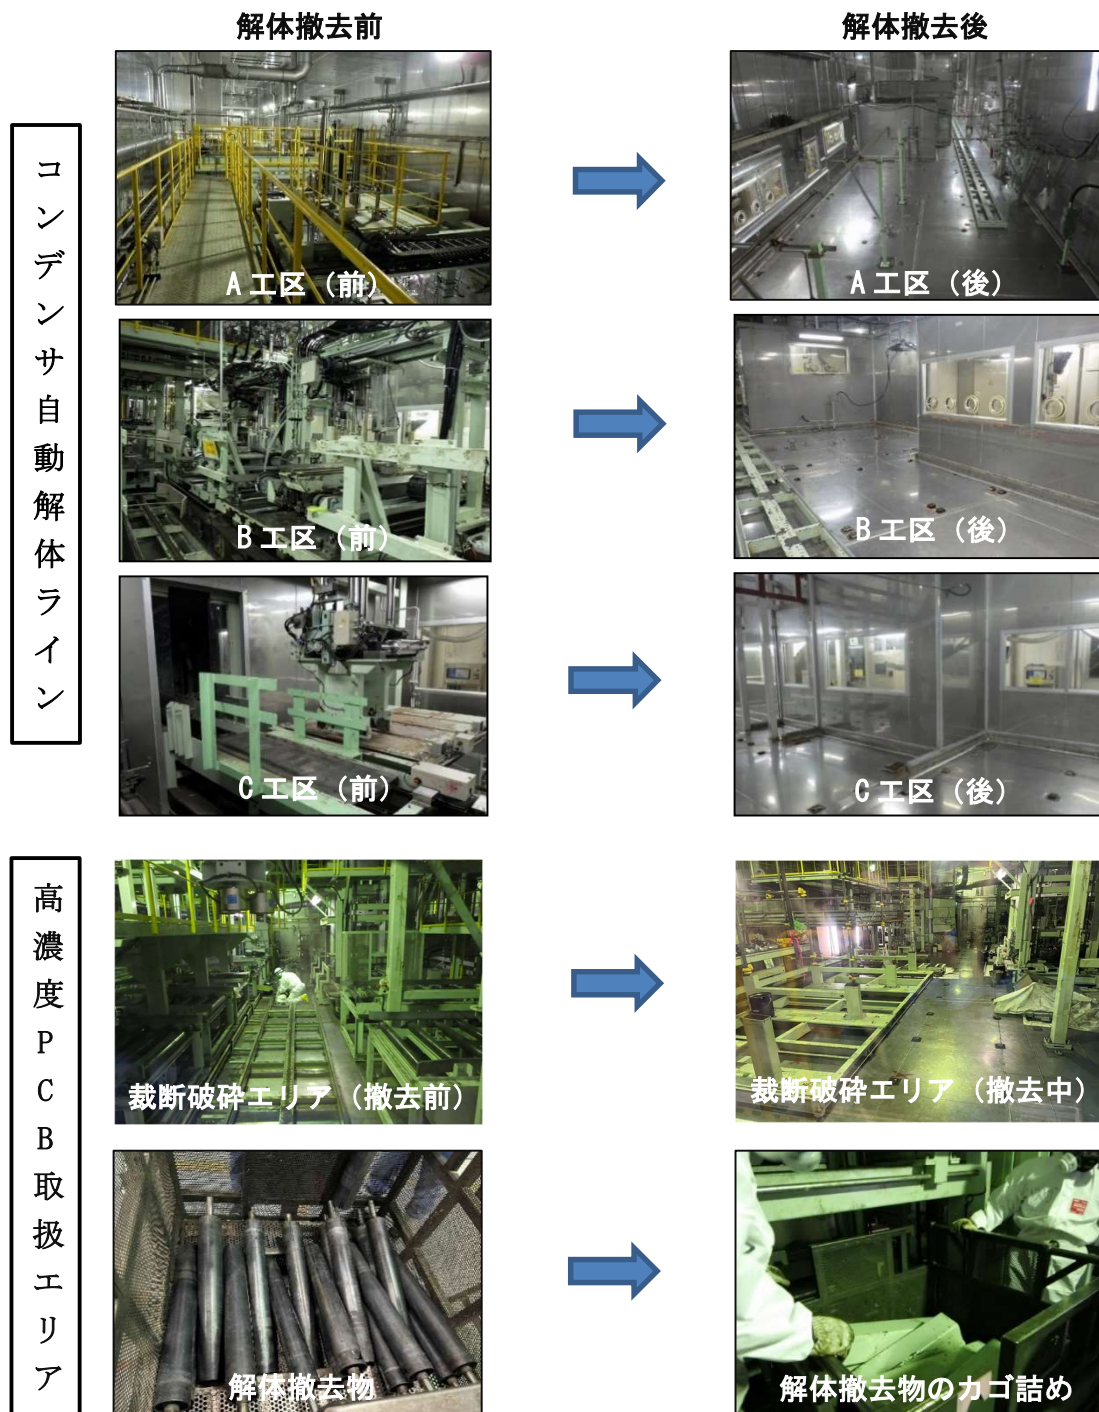 解体撤去前
解体撤去後
コンデンサ自動解体ライン
A工区（前）
A工区（後）
B工区（前）
B工区（後）
C工区（前）
C工区（後）
高濃度PCB取扱エリア
裁断破砕エリア（撤去前）
裁断破砕エリア（撤去中）
解体撤去物
解体撤去物のカゴ詰め